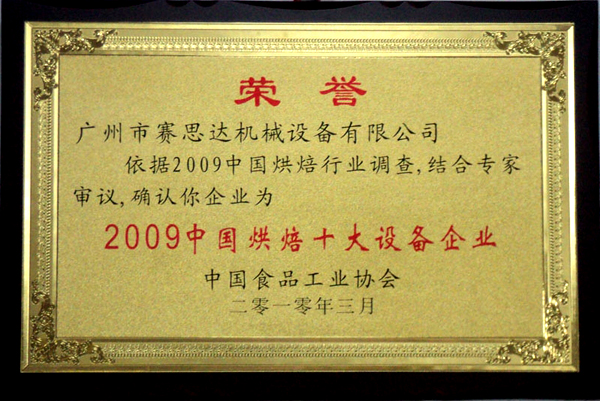 荣誉
广州市赛思达机械设备有限公司
依据2009中国烘焙行业调查,结合专家
审议,确认你企业为
2009中国烘焙十大设备企业
中国食品工业协会
二零一零年三月